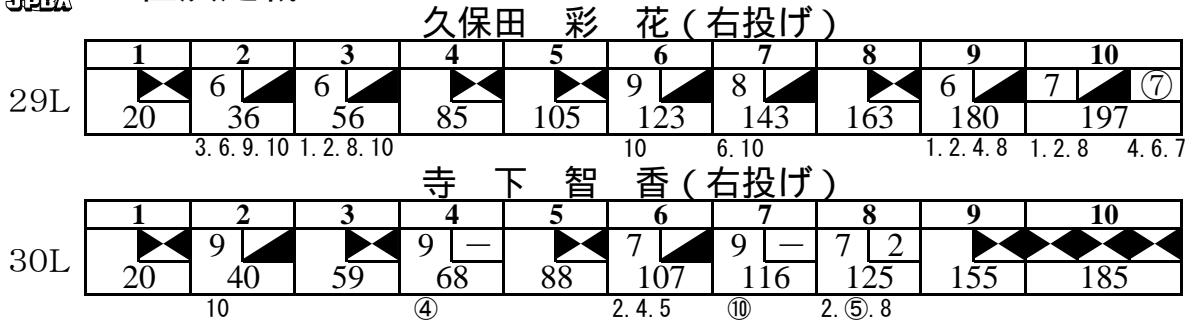 JPBA
久保田 彩 花 (右投げ)
1 2 3 4 5 6 7 8 9 10
29L 6 6 9 8 6 7 ⑦
20 36 56 85 105 123 143 163 180 197
3.6.9.10 1.2.8.10 10 6.10 1.2.4.8 1.2.8 4.6.7
寺 下 智 香 (右投げ)
1 2 3 4 5 6 7 8 9 10
30L 9 9 － 7 9 － 7 2
20 40 59 68 88 107 116 125 155 185
10 ④ 2.4.5 ⑩ 2.⑤.8